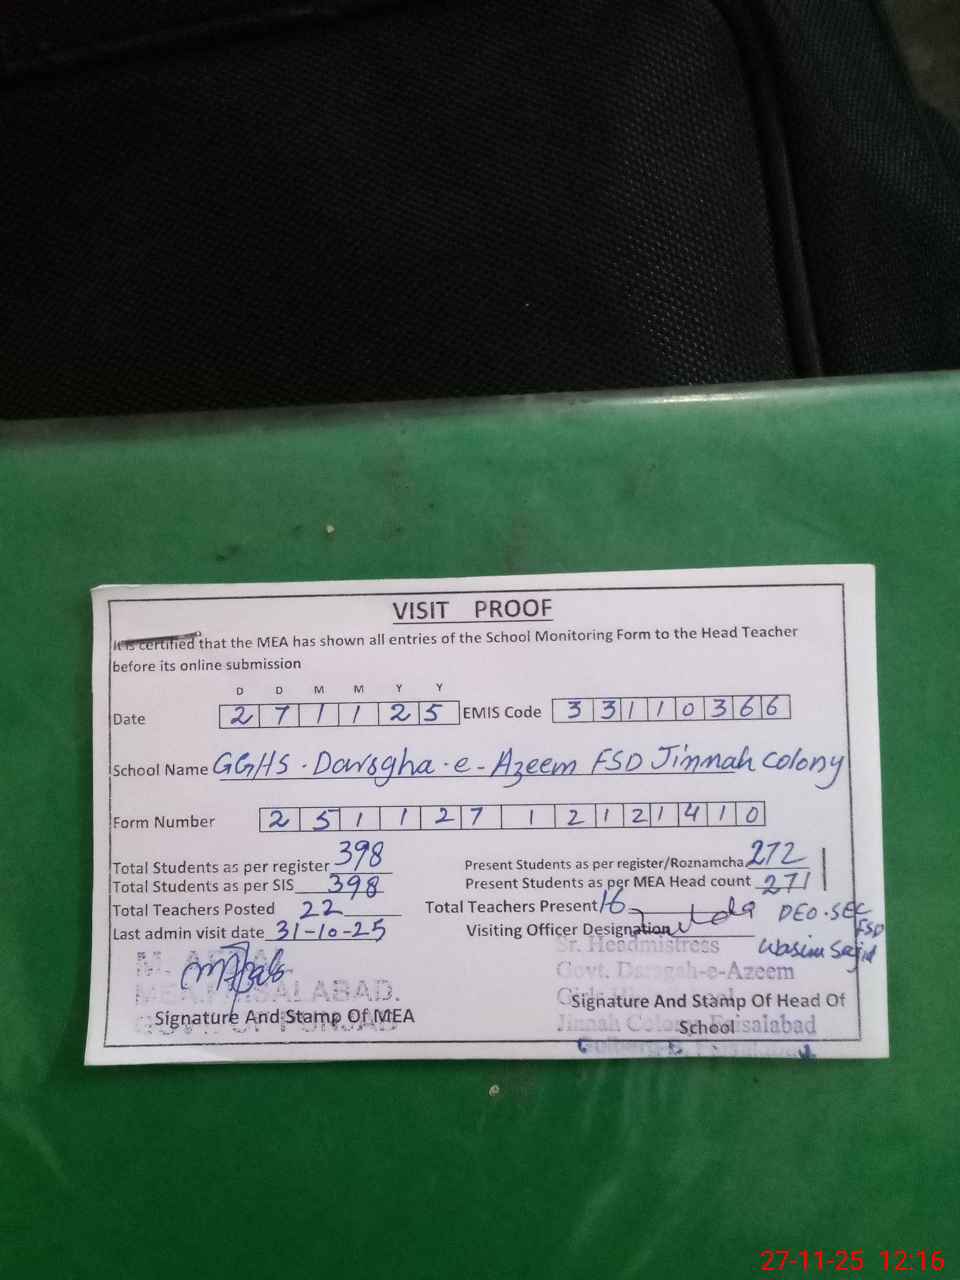 VISIT PROOF
It is certified that the MEA has shown all entries of the School Monitoring Form to the Head Teacher
before its online submission
D D M M Y Y
Date 2 7 1 1 2 5 EMIS Code 3 3 1 1 0 3 6 6
School Name GGHS. Darsgha-e-Azeem FSD Jinnah Colony
Form Number 2 5 1 1 2 7 1 2 1 2 1 4 1 0
Total Students as per register 398 Present Students as per register/Roznamcha 272
Total Students as per SIS 398 Present Students as per MEA Head count 271
Total Teachers Posted 22 Total Teachers Present 16
Last admin visit date 31-10-25 Visiting Officer Designation DEO.SEC FSD
Wasim Sajid
Sr. Headmistress
Govt. Daragah-e-Azeem
MEA FAISALABAD.
Signature And Stamp Of MEA Signature And Stamp Of Head Of
School
Jinnah Colony Faisalabad
27-11-25 12:16